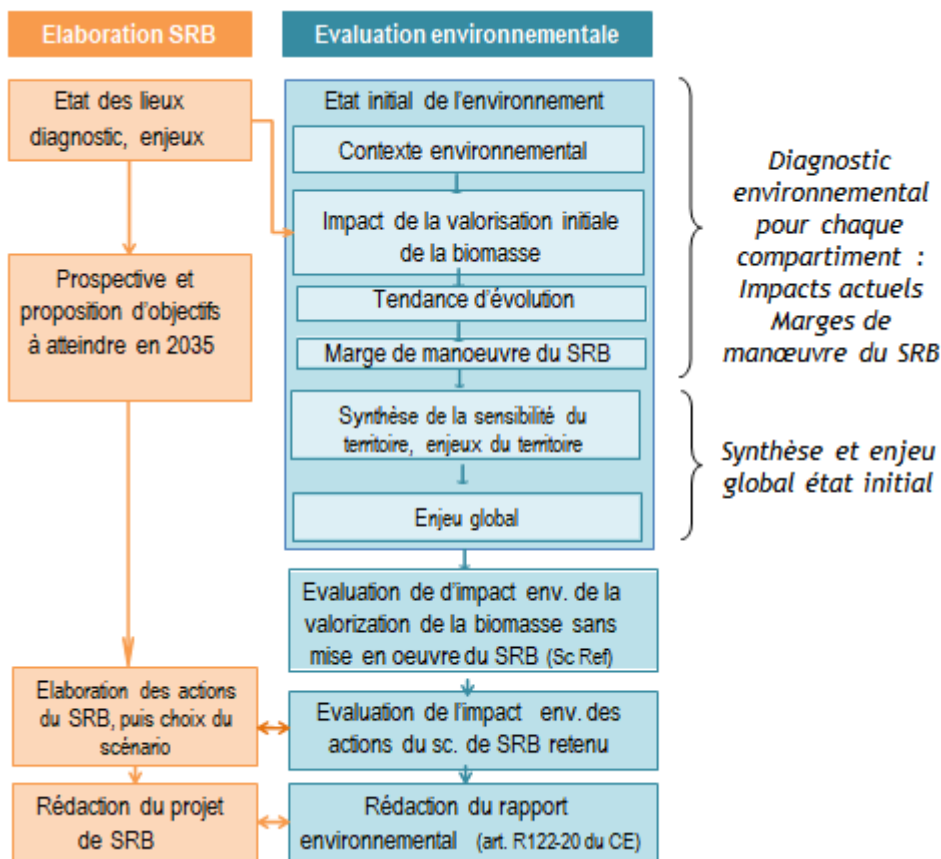 Elaboration SRB
Evaluation environnementale
Etat des lieux
diagnostic, enjeux
Prospective et
proposition d'objectifs
à atteindre en 2035
Elaboration des actions
du SRB, puis choix du
scénario
Rédaction du projet
de SRB
Etat initial de l'environnement
Contexte environnemental
Impact de la valorisation initiale
de la biomasse
Tendance d'évolution
Marge de manoeuvre du SRB
Synthèse de la sensibilité du
territoire, enjeux du territoire
Enjeu global
Evaluation de d'impact env. de la
valorization de la biomasse sans
mise en oeuvre du SRB (Sc Ref)
Evaluation de l'impact env. des
actions du sc. de SRB retenu
Rédaction du rapport
environnemental (art. R122-20 du CE)
Diagnostic
environnemental
pour chaque
compartiment :
Impacts actuels
Marges de
manœuvre du SRB
Synthèse et enjeu
global état initial